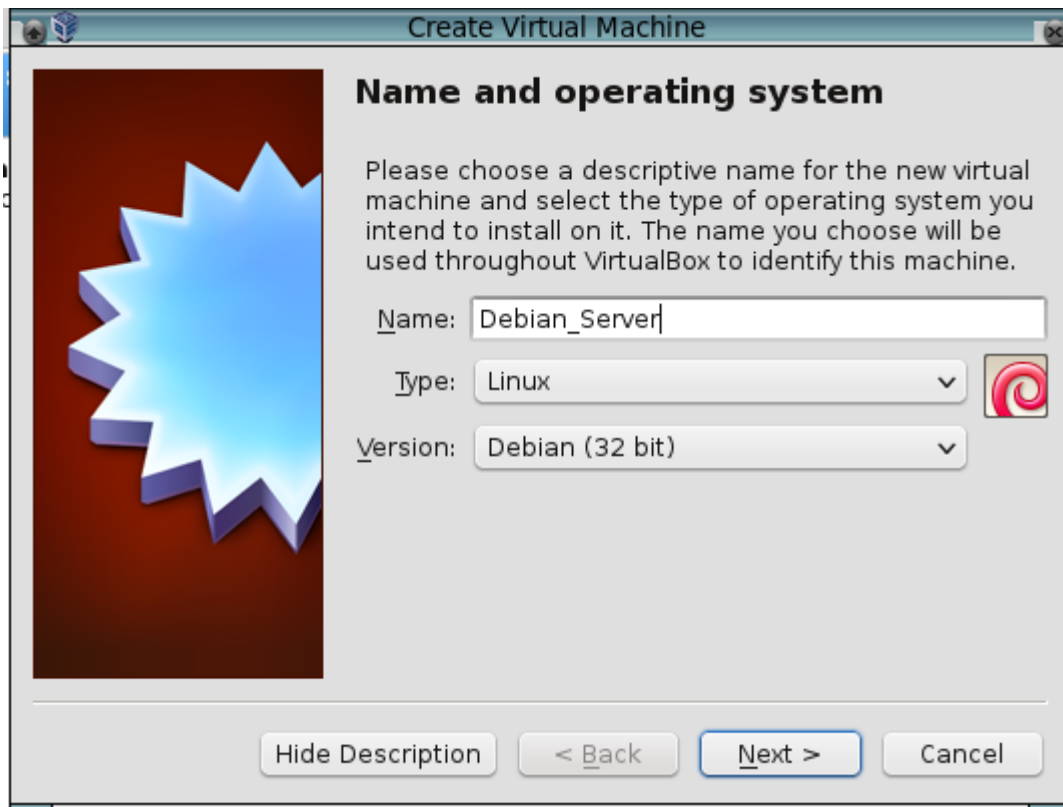 Create Virtual Machine
Name and operating system
Please choose a descriptive name for the new virtual
machine and select the type of operating system you
intend to install on it. The name you choose will be
used throughout VirtualBox to identify this machine.
Name: Debian_Server
Type: Linux
Version: Debian (32 bit)
Hide Description < Back Next > Cancel